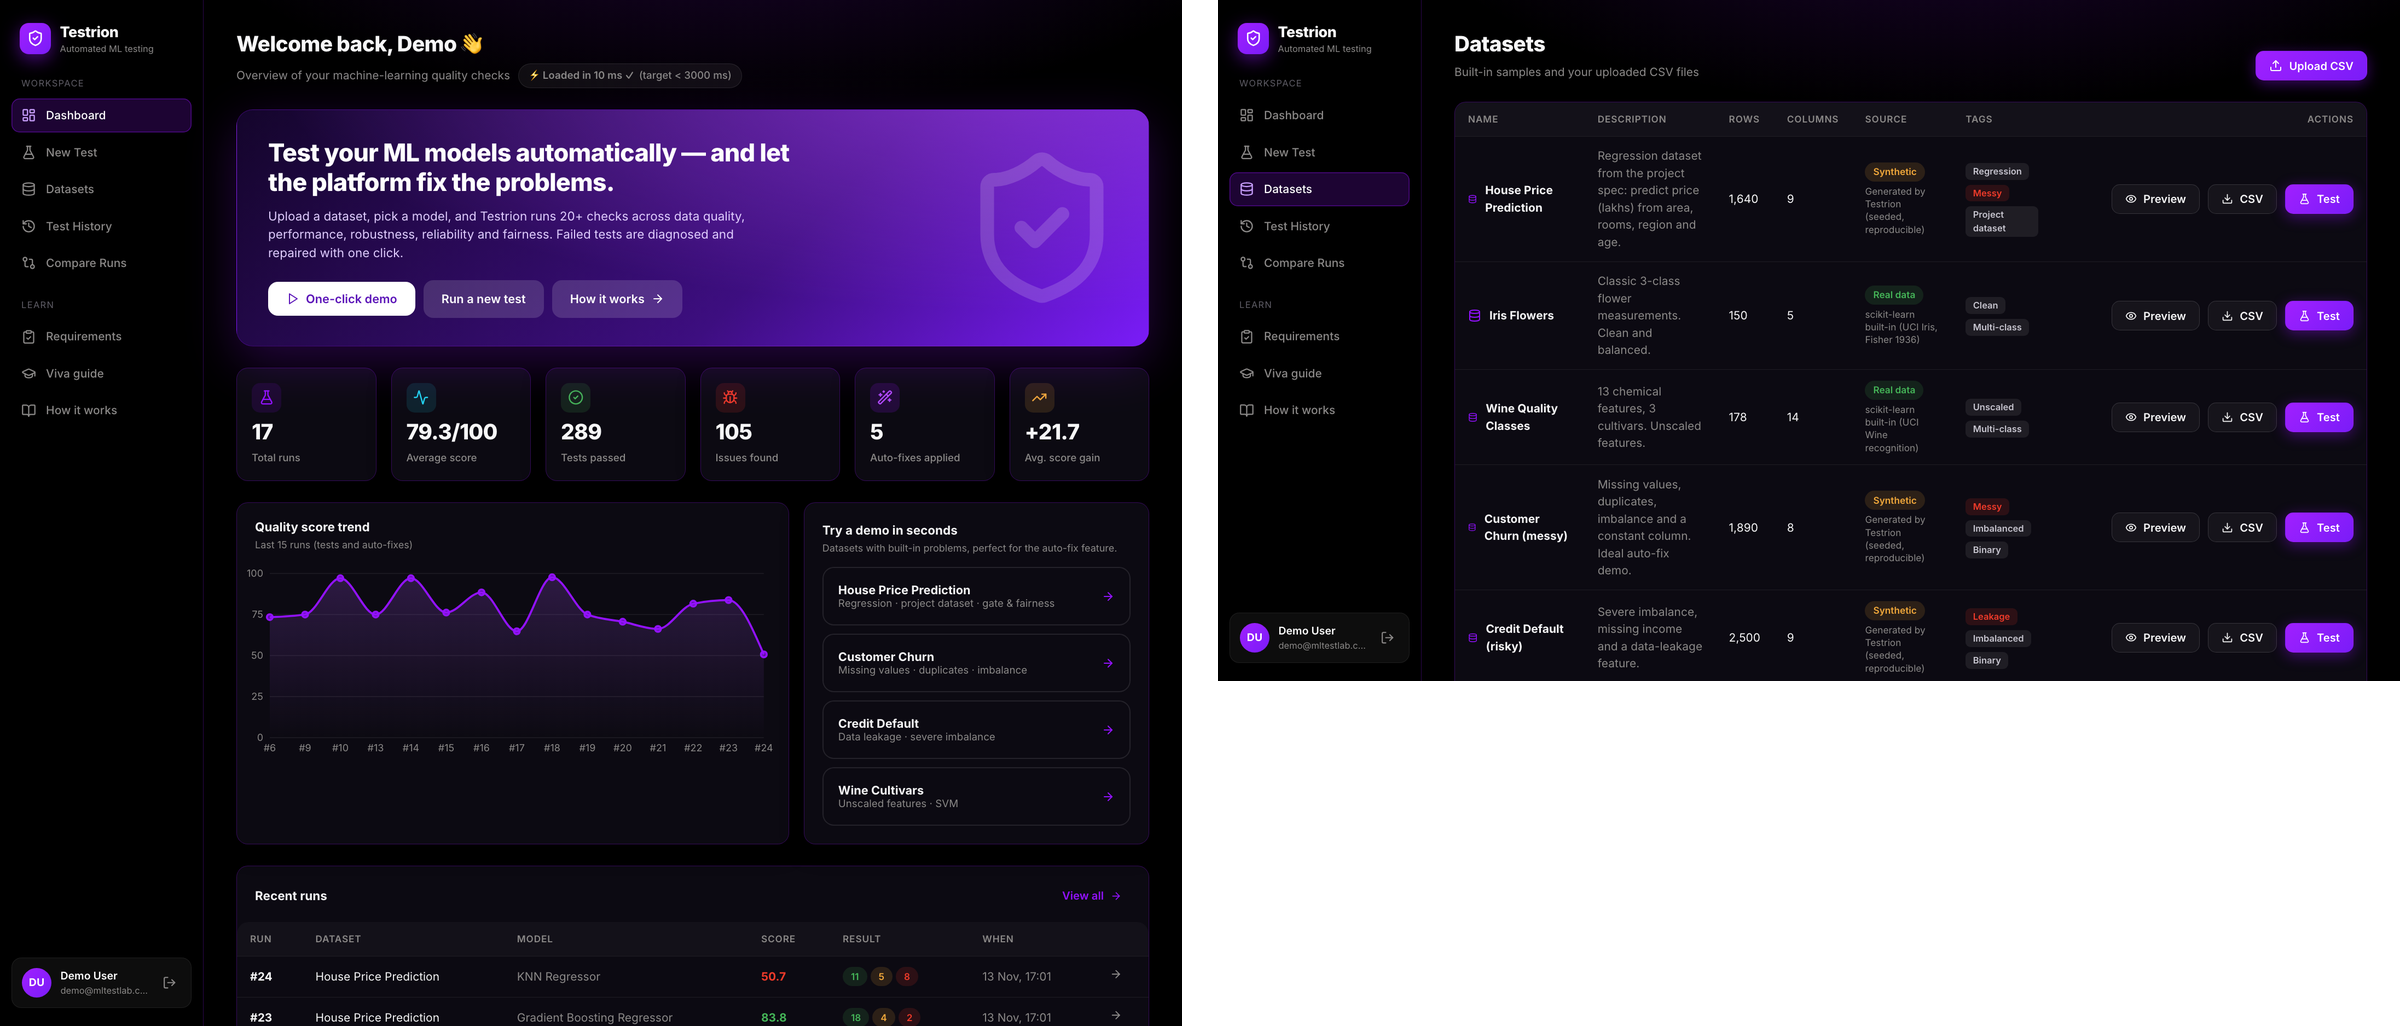 Testrion
Automated ML testing
WORKSPACE
Dashboard
New Test
Datasets
Test History
Compare Runs
LEARN
Requirements
Viva guide
How it works
DU
Demo User
demo@mltestlab.c...
Welcome back, Demo 👋
Overview of your machine-learning quality checks
⚡ Loaded in 10 ms ✓ (target < 3000 ms)
Test your ML models automatically — and let
the platform fix the problems.
Upload a dataset, pick a model, and Testrion runs 20+ checks across data quality,
performance, robustness, reliability and fairness. Failed tests are diagnosed and
repaired with one click.
One-click demo
Run a new test
How it works →
17
Total runs
79.3/100
Average score
289
Tests passed
105
Issues found
5
Auto-fixes applied
+21.7
Avg. score gain
Quality score trend
Last 15 runs (tests and auto-fixes)
100
75
50
25
0
#6 #9 #10 #13 #14 #15 #16 #17 #18 #19 #20 #21 #22 #23 #24
Try a demo in seconds
Datasets with built-in problems, perfect for the auto-fix feature.
House Price Prediction
Regression · project dataset · gate & fairness
Customer Churn
Missing values · duplicates · imbalance
Credit Default
Data leakage · severe imbalance
Wine Cultivars
Unscaled features · SVM
Recent runs
View all →
RUN DATASET MODEL SCORE RESULT WHEN
#24 House Price Prediction KNN Regressor 50.7 11 5 8 13 Nov, 17:01
#23 House Price Prediction Gradient Boosting Regressor 83.8 18 4 2 13 Nov, 17:01
Testrion
Automated ML testing
WORKSPACE
Dashboard
New Test
Datasets
Test History
Compare Runs
LEARN
Requirements
Viva guide
How it works
DU
Demo User
demo@mltestlab.c...
Datasets
Built-in samples and your uploaded CSV files
Upload CSV
NAME DESCRIPTION ROWS COLUMNS SOURCE TAGS ACTIONS
House Price
Prediction
Regression dataset
from the project
spec: predict price
(lakhs) from area,
rooms, region and
age.
1,640
9
Synthetic
Generated by
Testrion
(seeded,
reproducible)
Regression
Messy
Project
dataset
Preview
CSV
Test
Iris Flowers
Classic 3-class
flower
measurements.
Clean and
balanced.
150
5
Real data
scikit-learn
built-in (UCI Iris,
Fisher 1936)
Clean
Multi-class
Preview
CSV
Test
Wine Quality
Classes
13 chemical
features, 3
cultivars. Unscaled
features.
178
14
Real data
scikit-learn
built-in (UCI
Wine
recognition)
Unscaled
Multi-class
Preview
CSV
Test
Customer
Churn (messy)
Missing values,
duplicates,
imbalance and a
constant column.
Ideal auto-fix
demo.
1,890
8
Synthetic
Generated by
Testrion
(seeded,
reproducible)
Messy
Imbalanced
Binary
Preview
CSV
Test
Credit Default
(risky)
Severe imbalance,
missing income
and a data-leakage
feature.
2,500
9
Synthetic
Generated by
Testrion
(seeded,
reproducible)
Leakage
Imbalanced
Binary
Preview
CSV
Test